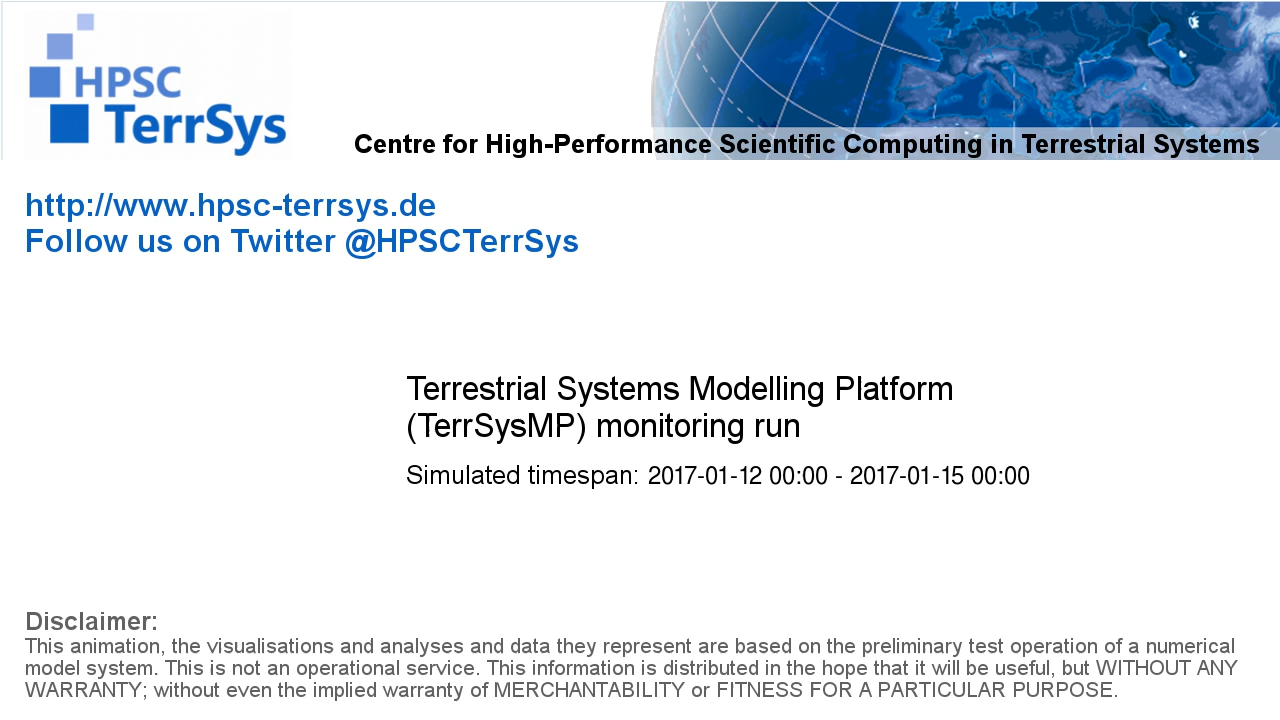 HPSC
TerrSys
Centre for High-Performance Scientific Computing in Terrestrial Systems
http://www.hpsc-terrsys.de
Follow us on Twitter @HPSCTerrSys
Terrestrial Systems Modelling Platform
(TerrSysMP) monitoring run
Simulated timespan: 2017-01-12 00:00 - 2017-01-15 00:00
Disclaimer:
This animation, the visualisations and analyses and data they represent are based on the preliminary test operation of a numerical
model system. This is not an operational service. This information is distributed in the hope that it will be useful, but WITHOUT ANY
WARRANTY; without even the implied warranty of MERCHANTABILITY or FITNESS FOR A PARTICULAR PURPOSE.